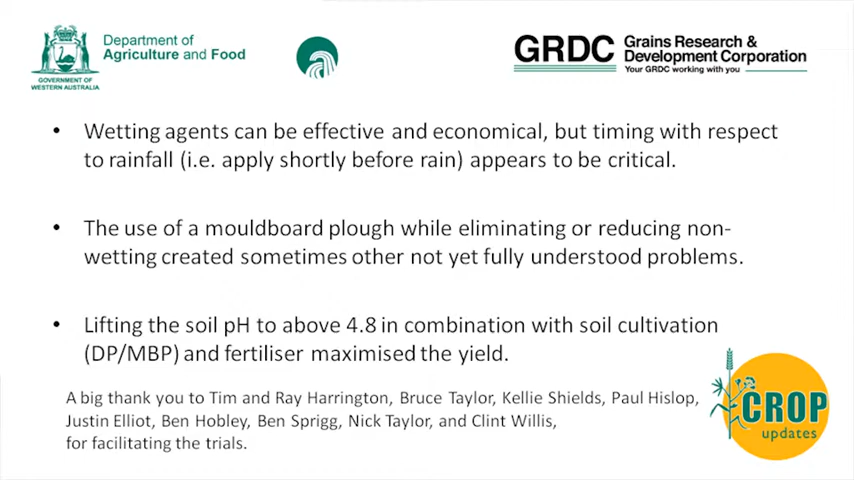 Department of
Agriculture and Food
GOVERNMENT OF
WESTERN AUSTRALIA
GRDC
Grains Research &
Development Corporation
Your GRDC working with you
• Wetting agents can be effective and economical, but timing with respect
to rainfall (i.e. apply shortly before rain) appears to be critical.
• The use of a mouldboard plough while eliminating or reducing non-
wetting created sometimes other not yet fully understood problems.
• Lifting the soil pH to above 4.8 in combination with soil cultivation
(DP/MBP) and fertiliser maximised the yield.
A big thank you to Tim and Ray Harrington, Bruce Taylor, Kellie Shields, Paul Hislop,
Justin Elliot, Ben Hobley, Ben Sprigg, Nick Taylor, and Clint Willis,
for facilitating the trials.
CROP
updates